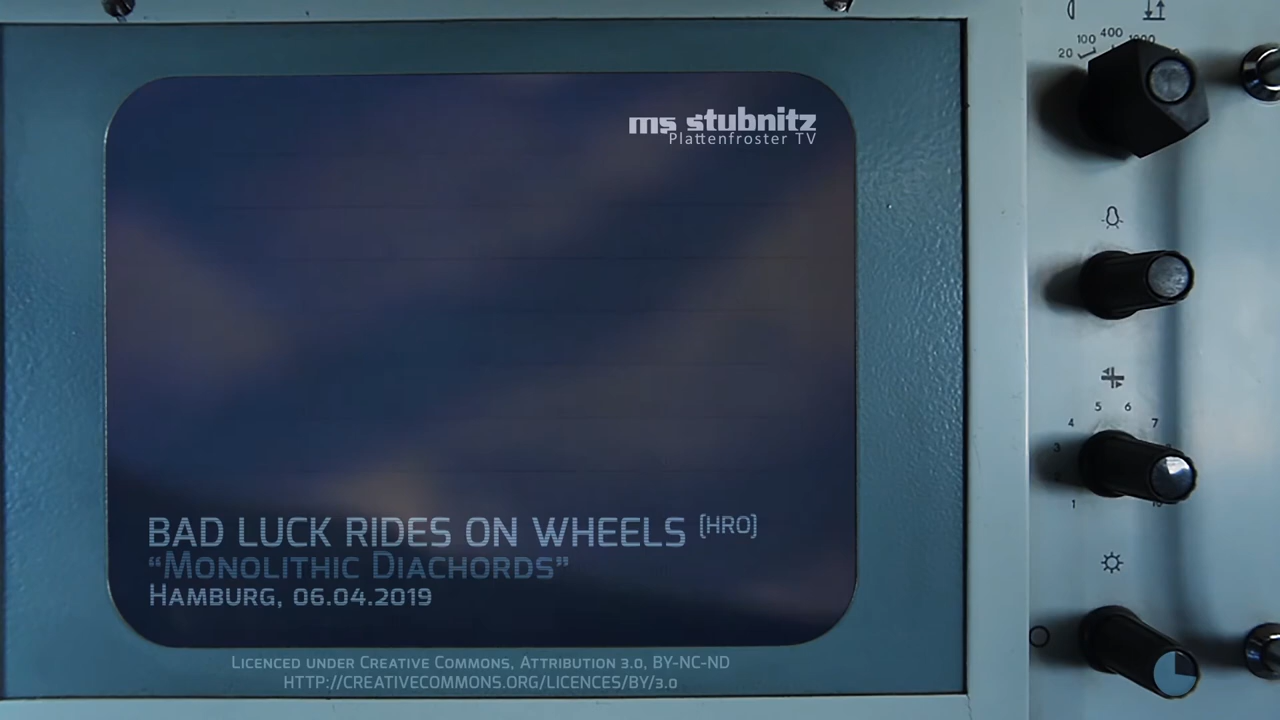 20 100 400 1000
ms stubnitz
Plattenfroster TV
5 6
4 7
3
1 10
BAD LUCK RIDES ON WHEELS [HRO]
“MONOLITHIC DIACHORDS”
HAMBURG, 06.04.2019
LICENCED UNDER CREATIVE COMMONS, ATTRIBUTION 3.0, BY-NC-ND
HTTP://CREATIVECOMMONS.ORG/LICENCES/BY/3.0